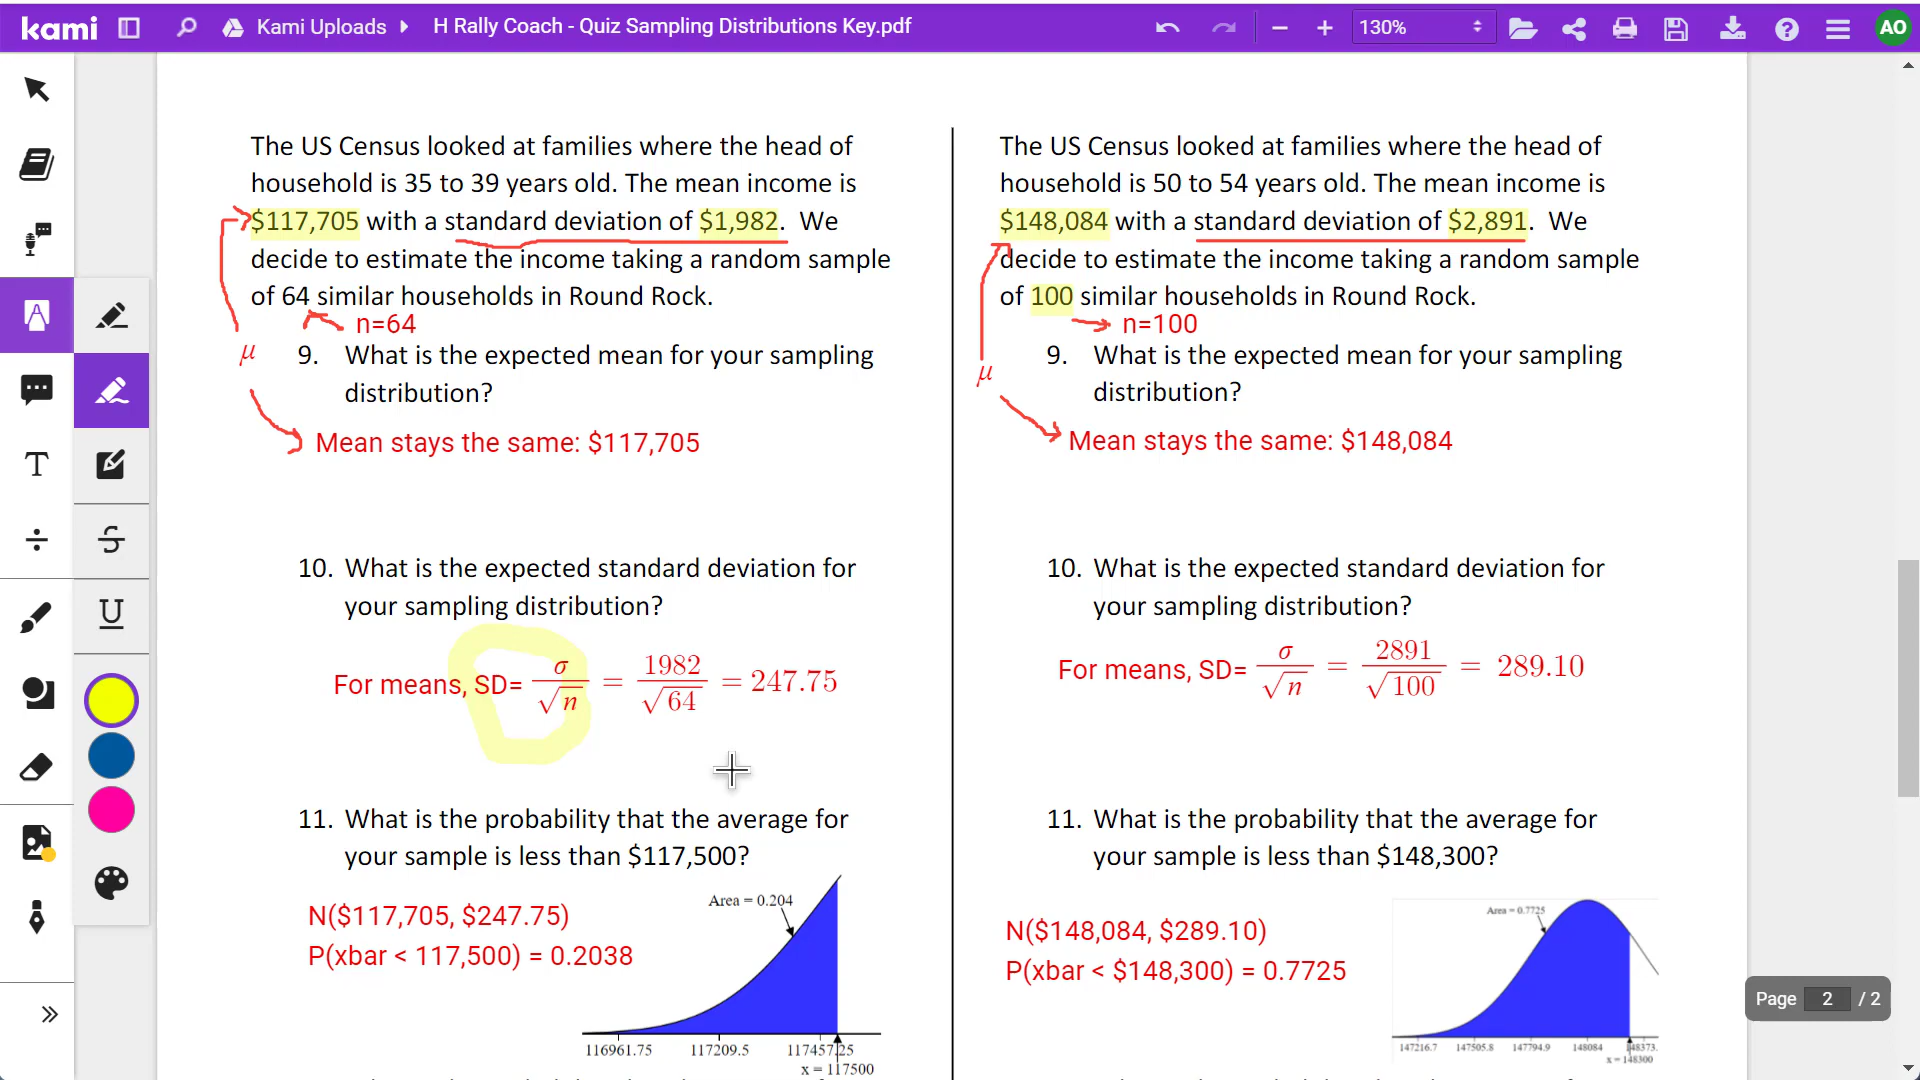 kami
Kami Uploads
H Rally Coach - Quiz Sampling Distributions Key.pdf
130%
AO
The US Census looked at families where the head of
household is 35 to 39 years old. The mean income is
$117,705 with a standard deviation of $1,982. We
decide to estimate the income taking a random sample
of 64 similar households in Round Rock.
n=64
μ
9. What is the expected mean for your sampling
distribution?
Mean stays the same: $117,705
10. What is the expected standard deviation for
your sampling distribution?
For means, SD= σ/√n = 1982/√64 = 247.75
11. What is the probability that the average for
your sample is less than $117,500?
N($117,705, $247.75)
P(xbar < 117,500) = 0.2038
Area = 0.204
116961.75 117209.5 117457.25
x = 117500
The US Census looked at families where the head of
household is 50 to 54 years old. The mean income is
$148,084 with a standard deviation of $2,891. We
decide to estimate the income taking a random sample
of 100 similar households in Round Rock.
n=100
μ
9. What is the expected mean for your sampling
distribution?
Mean stays the same: $148,084
10. What is the expected standard deviation for
your sampling distribution?
For means, SD= σ/√n = 2891/√100 = 289.10
11. What is the probability that the average for
your sample is less than $148,300?
N($148,084, $289.10)
P(xbar < $148,300) = 0.7725
Area = 0.7725
147216.7 147505.8 147794.9 148084 148373.
x = 148300
Page 2 / 2